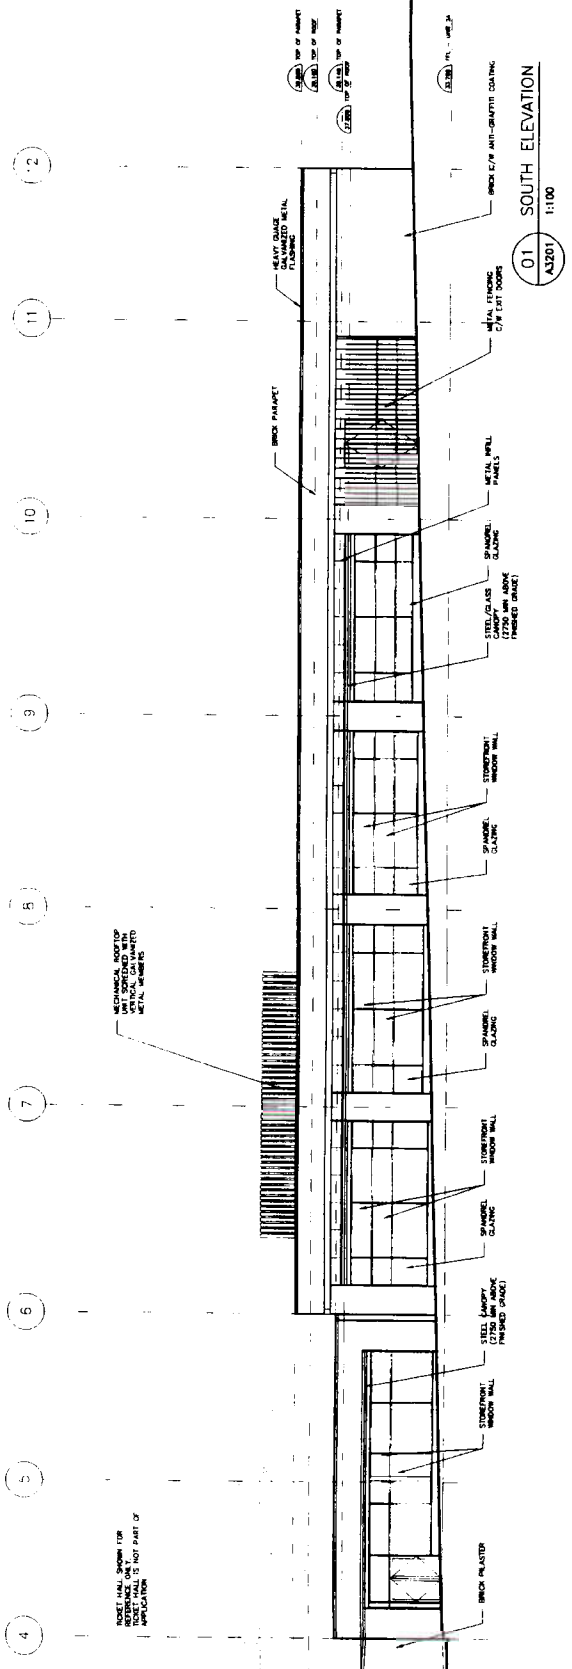 4
5
6
7
8
9
10
11
12
TICKET HALL SHOWN FOR
REFERENCE ONLY.
TICKET HALL IS NOT PART OF
APPLICATION
MECHANICAL ROOFTOP
UNIT SCREENED WITH
VERTICAL GALVANIZED
METAL MEMBERS
BRICK PARAPET
HEAVY GUAGE
GALVANIZED METAL
FLASHING
TOP OF PARAPET
TOP OF ROOF
TOP OF PARAPET
TOP OF ROOF
BRICK PILASTER
STOREFRONT
WINDOW WALL
STEEL CANOPY
(2750 MIN ABOVE
FINISHED GRADE)
SPANDREL
GLAZING
STOREFRONT
WINDOW WALL
SPANDREL
GLAZING
STOREFRONT
WINDOW WALL
SPANDREL
GLAZING
STOREFRONT
WINDOW WALL
STEEL/GLASS
CANOPY
(2750 MIN ABOVE
FINISHED GRADE)
SPANDREL
GLAZING
METAL INFILL
PANELS
METAL FENCING
C/W EXIT DOORS
BRICK C/W ANTI-GRAFFITI COATING
01
A3201
SOUTH ELEVATION
1:100